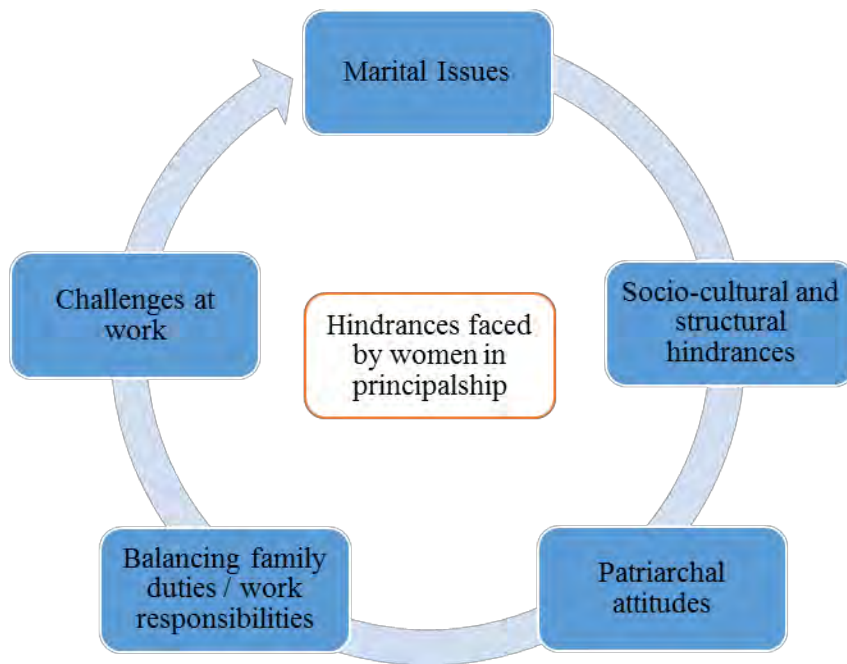 Marital Issues
Socio-cultural and
structural
hindrances
Patriarchal
attitudes
Balancing family
duties / work
responsibilities
Challenges at
work
Hindrances faced
by women in
principalship